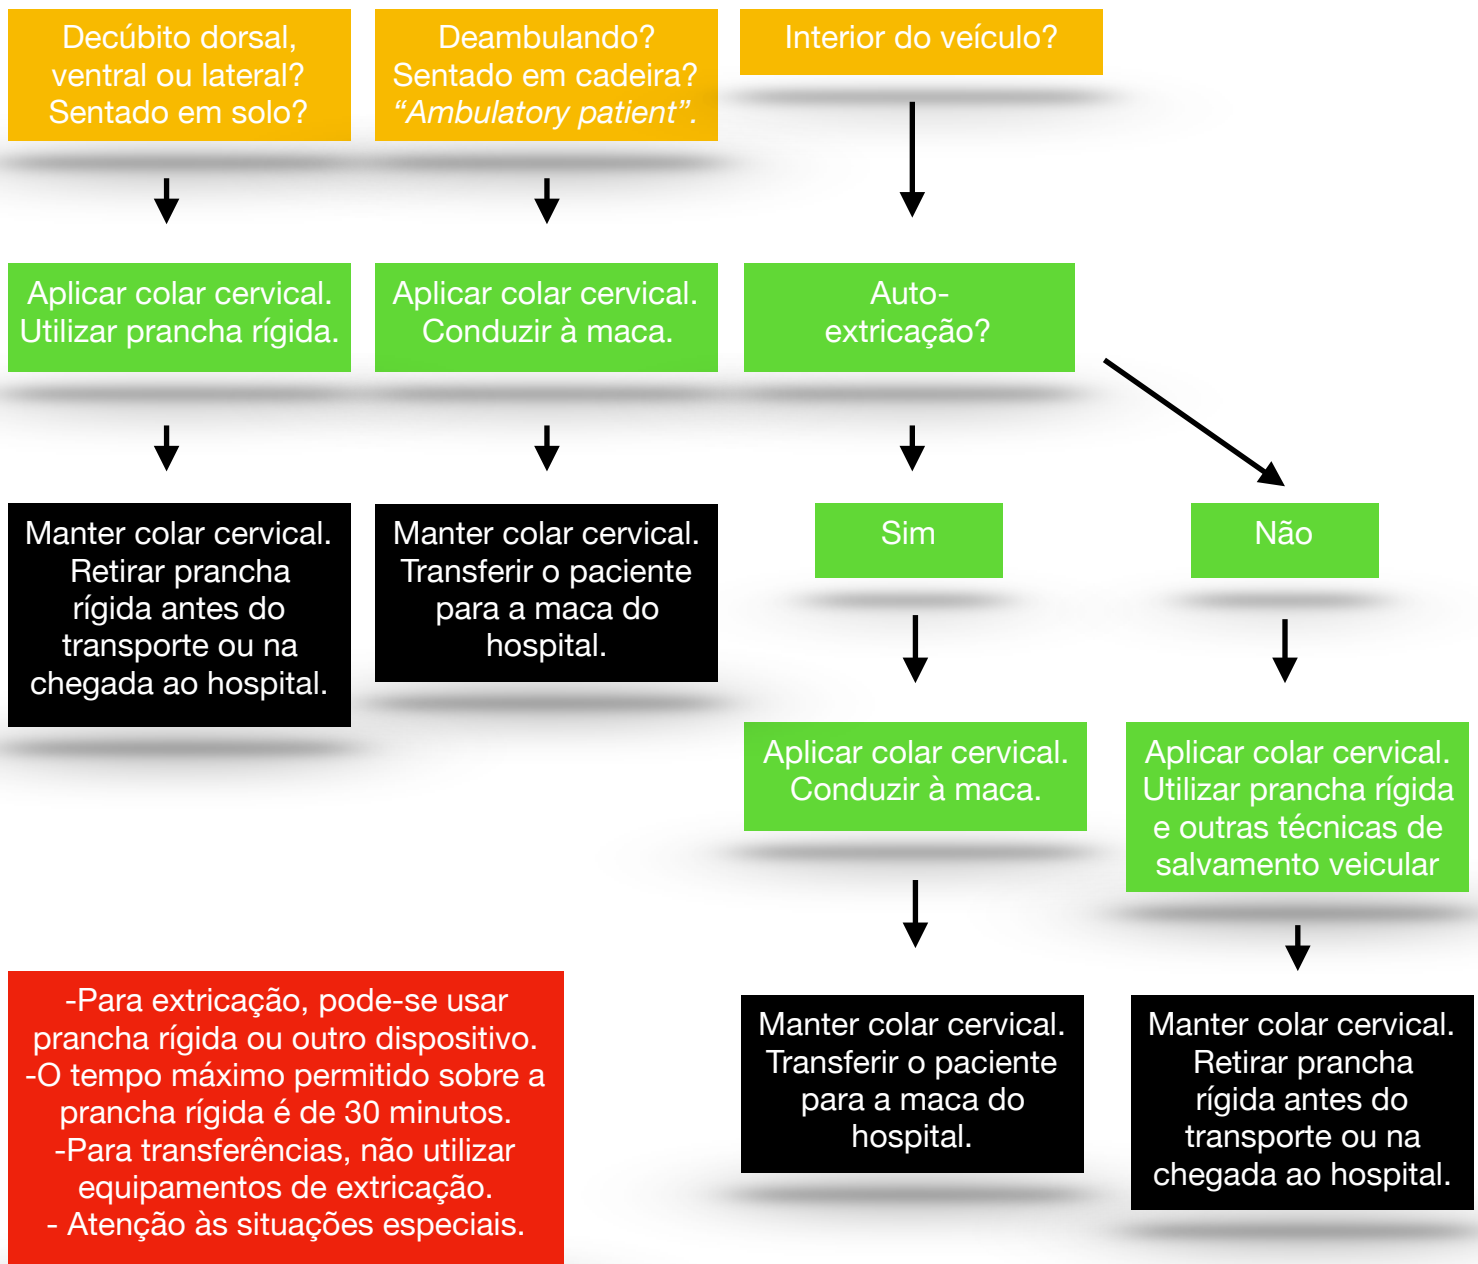 Decúbito dorsal,
ventral ou lateral?
Sentado em solo?
Deambulando?
Sentado em cadeira?
“Ambulatory patient”.
Interior do veículo?
Aplicar colar cervical.
Utilizar prancha rígida.
Aplicar colar cervical.
Conduzir à maca.
Auto-
extricação?
Manter colar cervical.
Retirar prancha
rígida antes do
transporte ou na
chegada ao hospital.
Manter colar cervical.
Transferir o paciente
para a maca do
hospital.
Sim
Não
Aplicar colar cervical.
Conduzir à maca.
Aplicar colar cervical.
Utilizar prancha rígida
e outras técnicas de
salvamento veicular
-Para extricação, pode-se usar
prancha rígida ou outro dispositivo.
-O tempo máximo permitido sobre a
prancha rígida é de 30 minutos.
-Para transferências, não utilizar
equipamentos de extricação.
- Atenção às situações especiais.
Manter colar cervical.
Transferir o paciente
para a maca do
hospital.
Manter colar cervical.
Retirar prancha
rígida antes do
transporte ou na
chegada ao hospital.